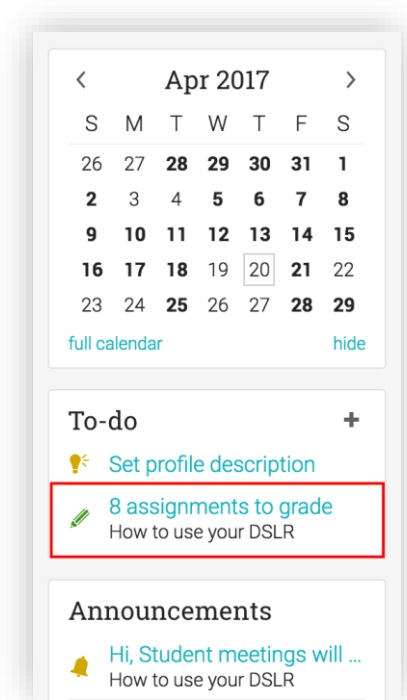 < Apr 2017 >
S M T W T F S
26 27 28 29 30 31 1
2 3 4 5 6 7 8
9 10 11 12 13 14 15
16 17 18 19 20 21 22
23 24 25 26 27 28 29
full calendar hide
To-do +
Set profile description
8 assignments to grade
How to use your DSLR
Announcements
Hi, Student meetings will ...
How to use your DSLR